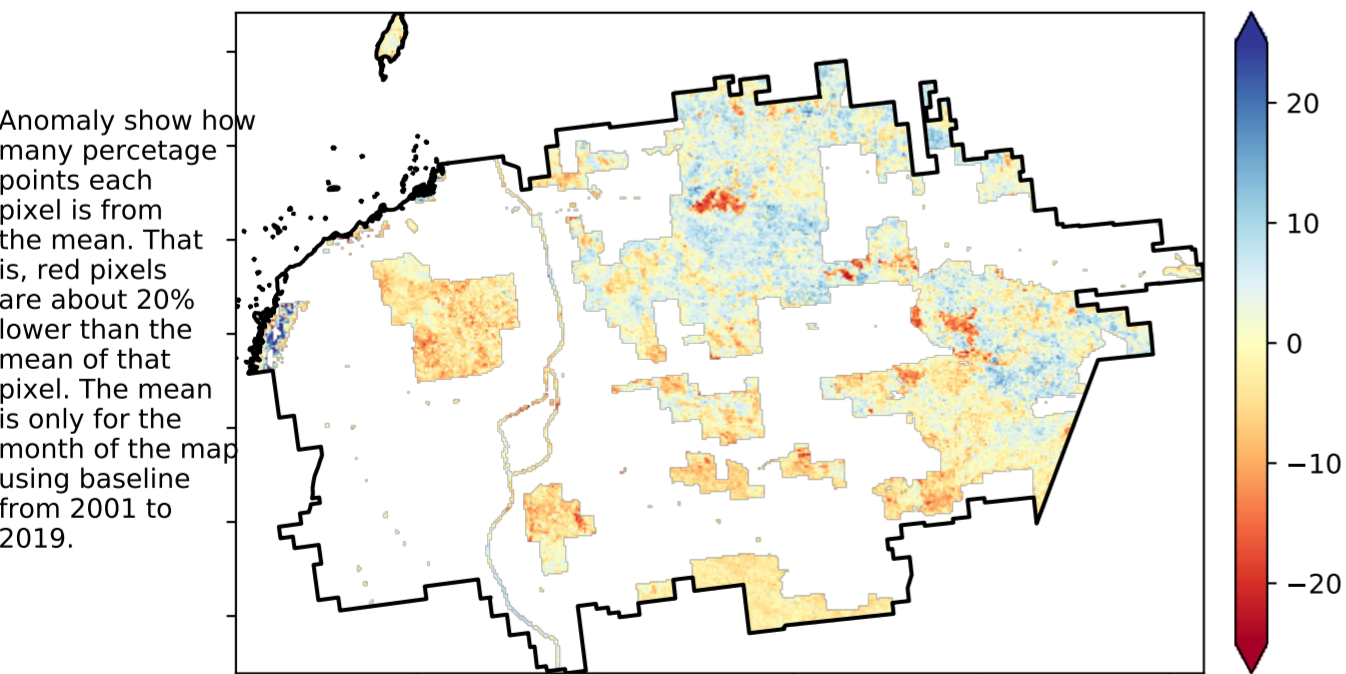 Anomaly show how
many percetage
points each
pixel is from
the mean. That
is, red pixels
are about 20%
lower than the
mean of that
pixel. The mean
is only for the
month of the map
using baseline
from 2001 to
2019.
20
10
0
−10
−20